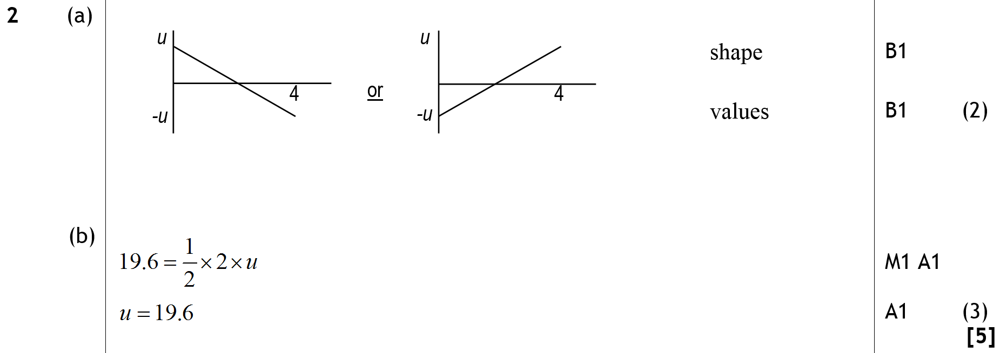 2 (a)
u u
shape B1
or
4 4
-u -u
values B1 (2)
(b)
19.6 = 1/2 × 2 × u M1 A1
u = 19.6 A1 (3)
[5]